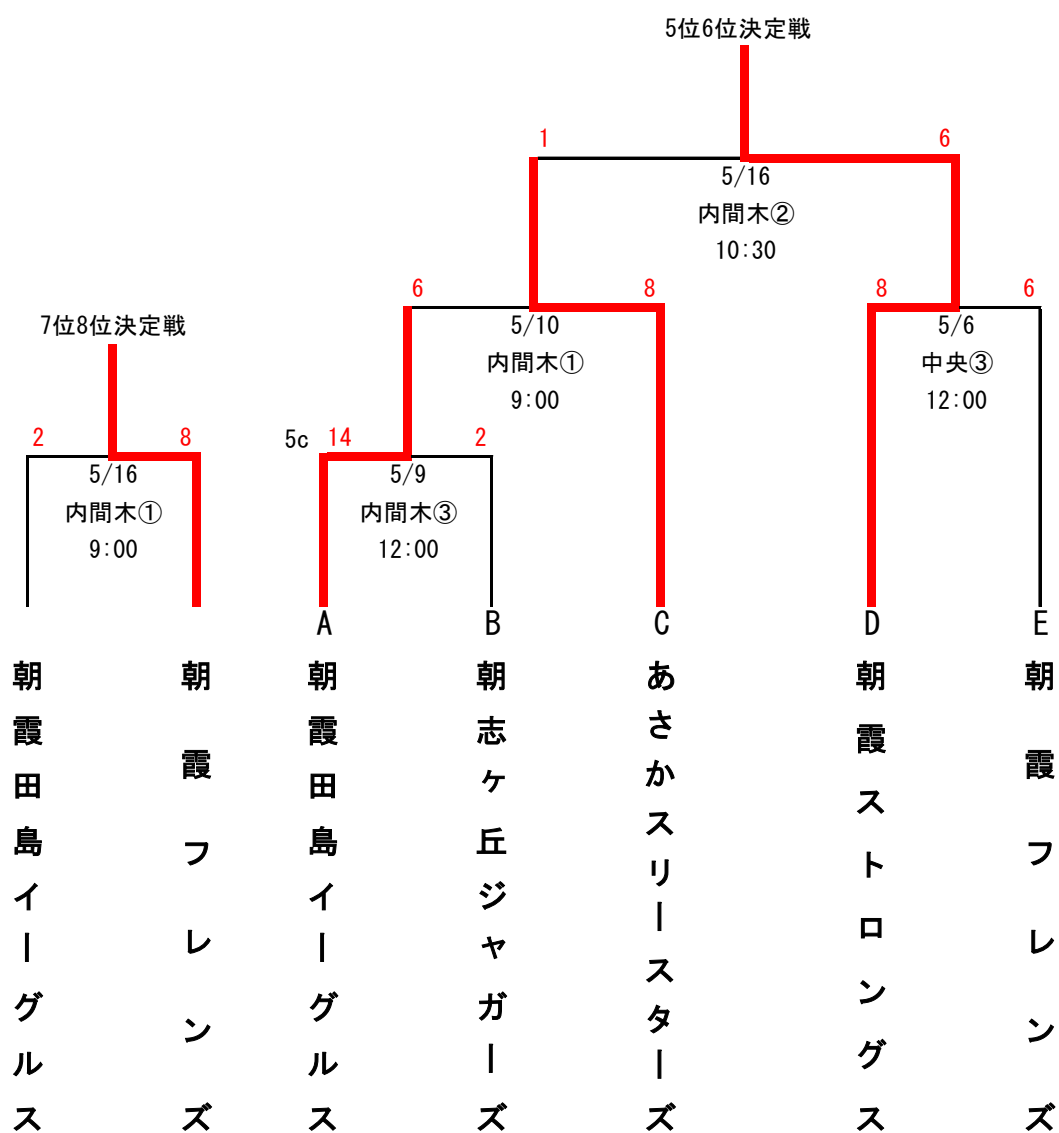 5位6位決定戦
1
6
5/16
内間木②
10:30
6
8
8
6
5/10
内間木①
9:00
5/6
中央③
12:00
7位8位決定戦
2
8
5/16
内間木①
9:00
5c
14
2
5/9
内間木③
12:00
A
B
C
D
E
朝霞田島イーグルス
朝霞フレンズ
朝霞田島イーグルス
朝志ヶ丘ジャガーズ
あさかスリースターズ
朝霞ストロングス
朝霞フレンズ